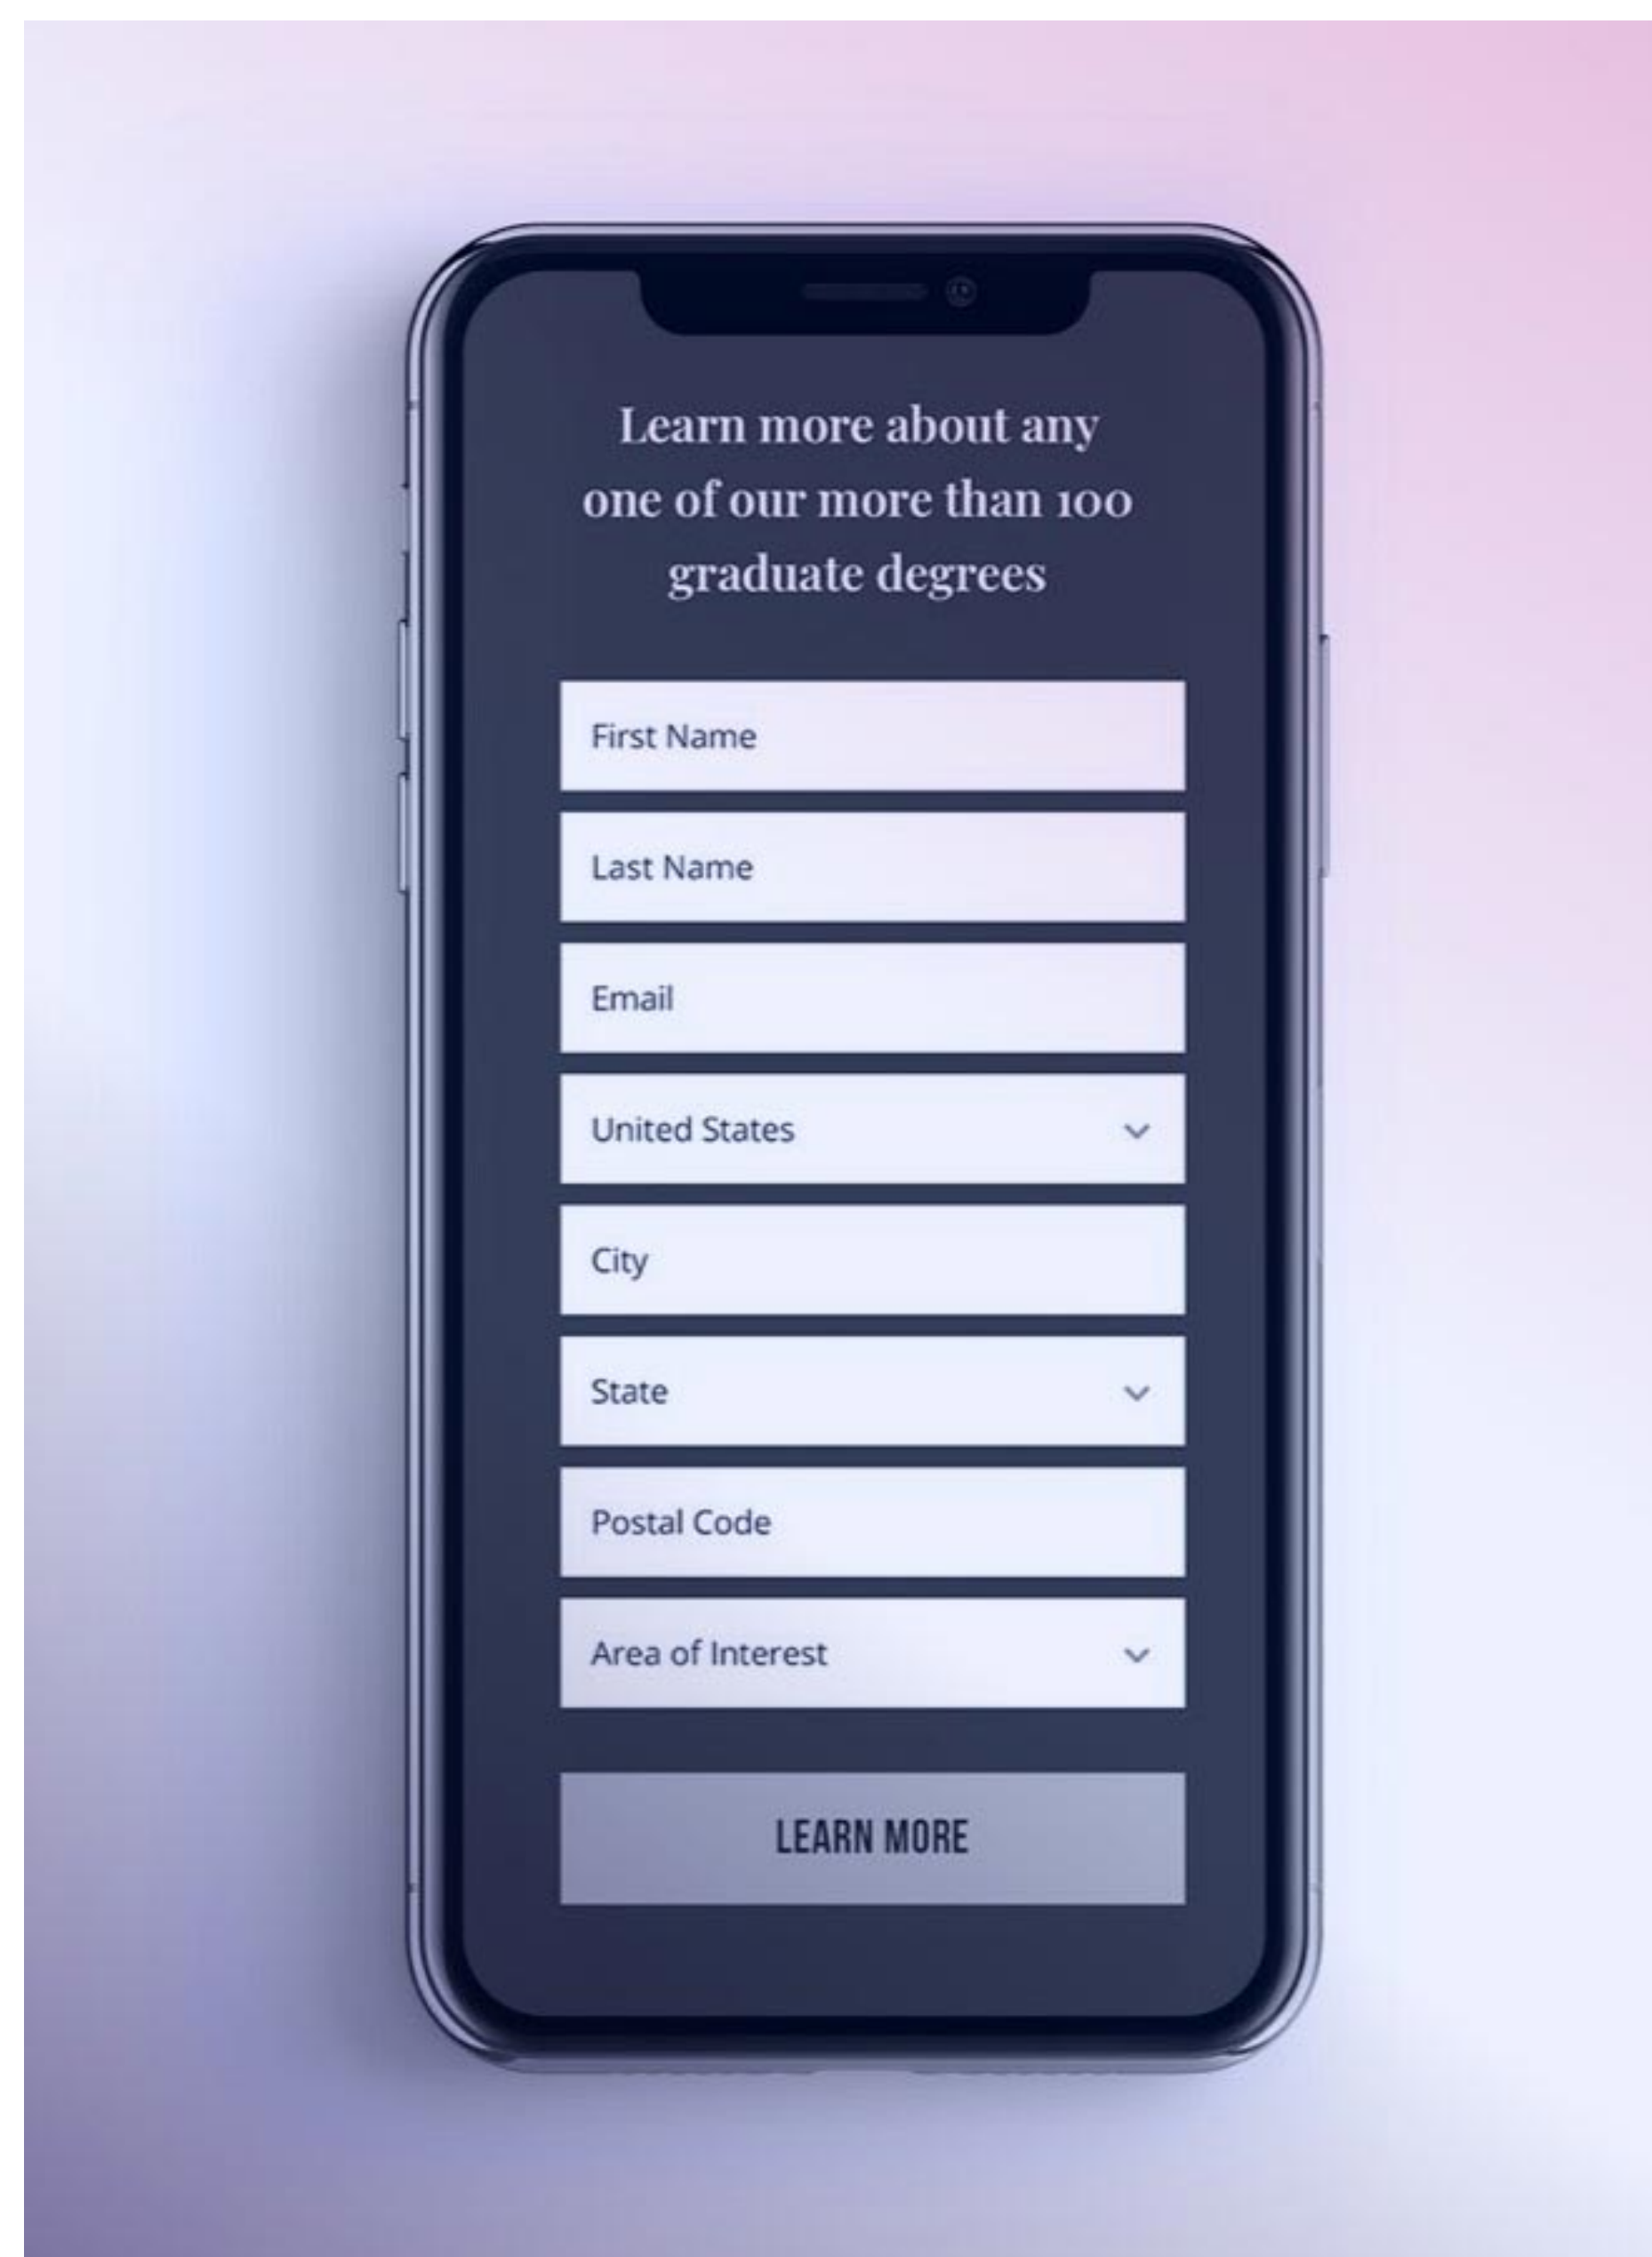 Learn more about any
one of our more than 100
graduate degrees
First Name
Last Name
Email
United States
City
State
Postal Code
Area of Interest
LEARN MORE